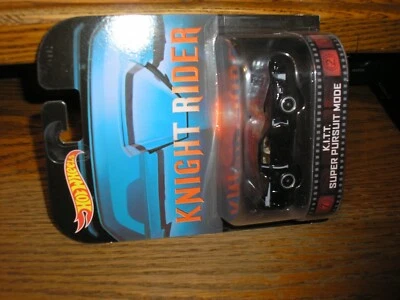 HOT WHEELS
KNIGHT RIDER
K.I.T.T.
SUPER PURSUIT MODE